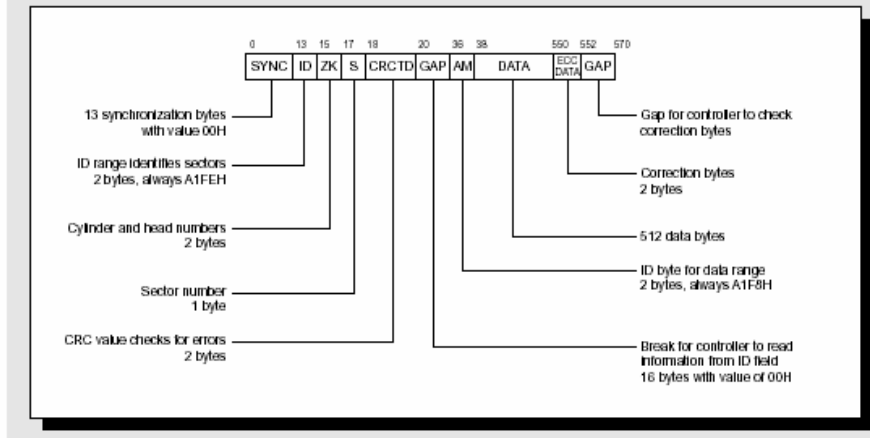 0 13 15 17 18 20 36 38 550 552 570
SYNC ID ZK S CRCTD GAP AM DATA ECC DATA GAP
13 synchronization bytes
with value 00H
ID range identifies sectors
2 bytes, always A1FEH
Cylinder and head numbers
2 bytes
Sector number
1 byte
CRC value checks for errors
2 bytes
Gap for controller to check
correction bytes
Correction bytes
2 bytes
512 data bytes
ID byte for data range
2 bytes, always A1F8H
Break for controller to read
information from ID field
16 bytes with value of 00H